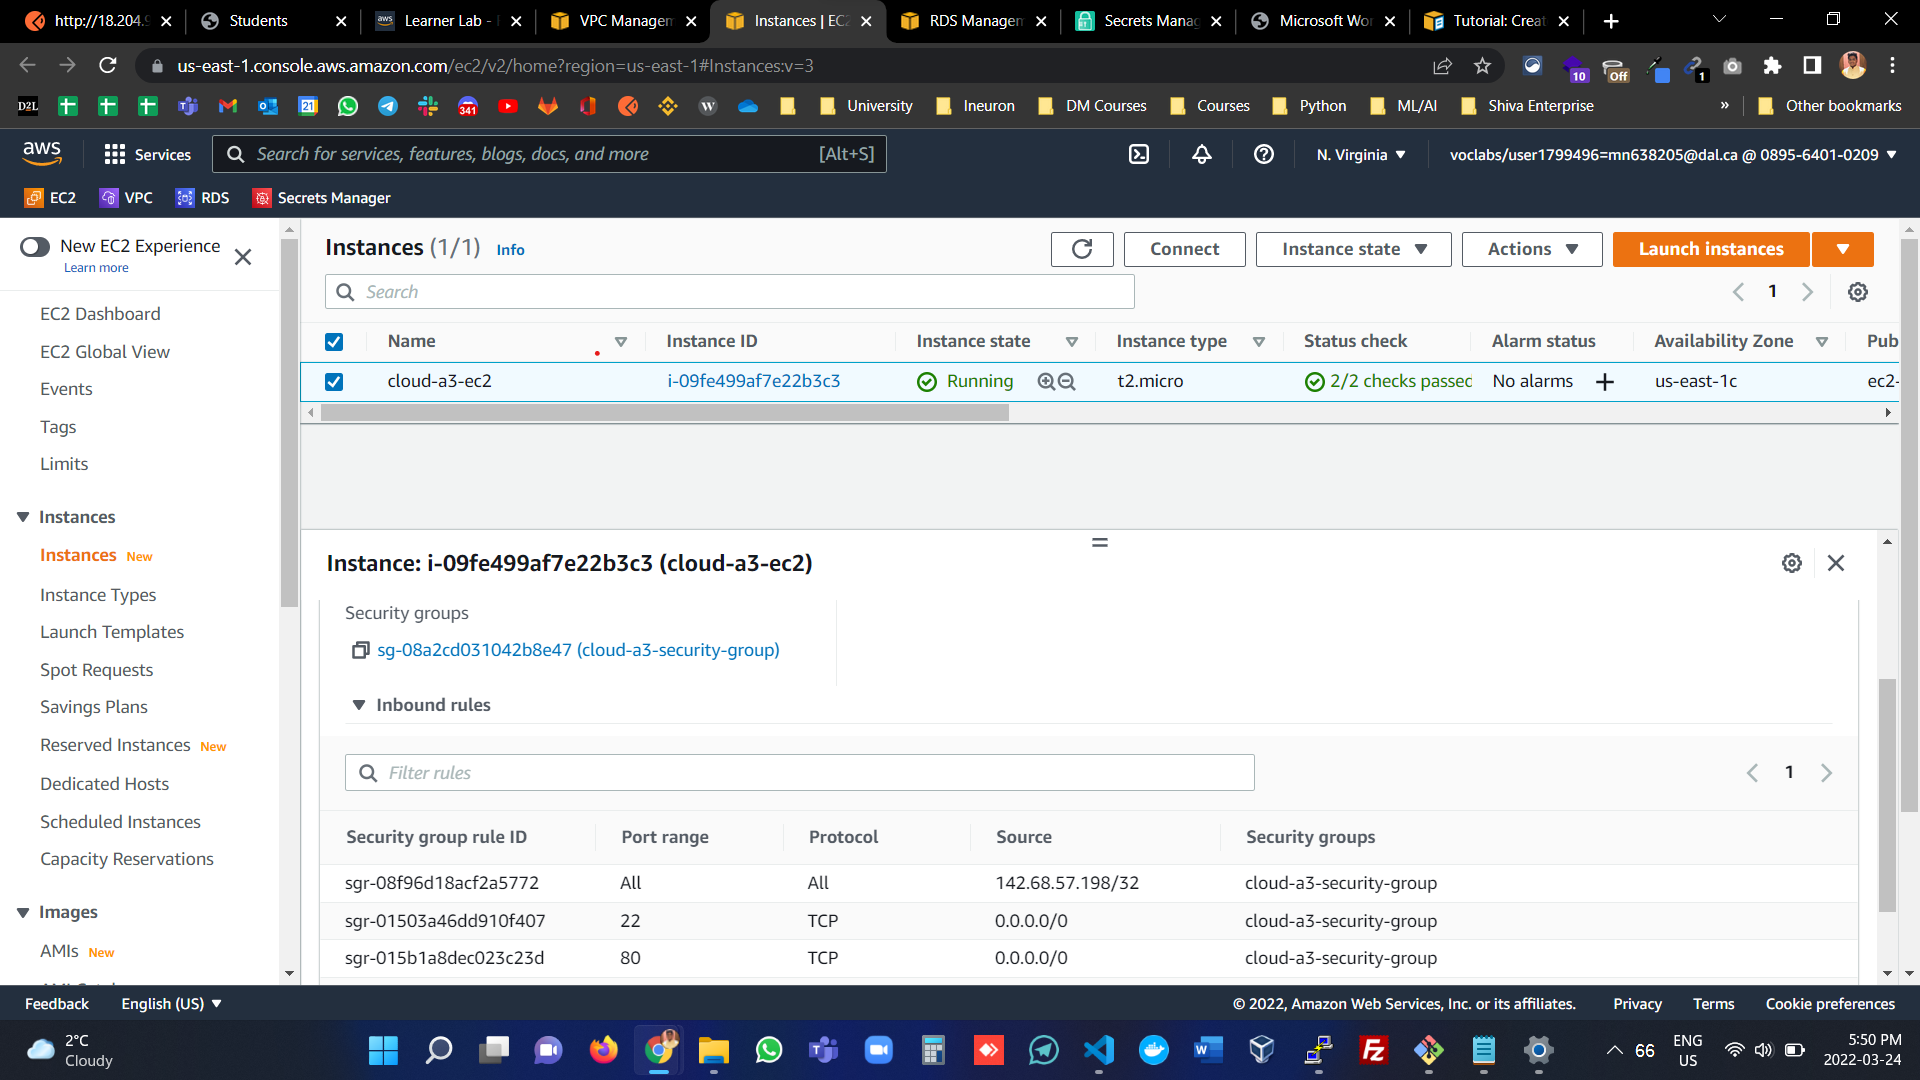 http://18.204.9
Students
Learner Lab - 
VPC Managem
Instances | EC2
RDS Managem
Secrets Manag
Microsoft Wo
Tutorial: Creat
us-east-1.console.aws.amazon.com/ec2/v2/home?region=us-east-1#Instances:v=3
10
Off
1
D2L
21
341
W
University
Ineuron
DM Courses
Courses
Python
ML/AI
Shiva Enterprise
»
Other bookmarks
aws
Services
Search for services, features, blogs, docs, and more
[Alt+S]
N. Virginia
voclabs/user1799496=mn638205@dal.ca @ 0895-6401-0209
EC2
VPC
RDS
Secrets Manager
New EC2 Experience
Learn more
EC2 Dashboard
EC2 Global View
Events
Tags
Limits
Instances
Instances New
Instance Types
Launch Templates
Spot Requests
Savings Plans
Reserved Instances New
Dedicated Hosts
Scheduled Instances
Capacity Reservations
Images
AMIs New
Instances (1/1) Info
Connect
Instance state
Actions
Launch instances
Search
1
Name
Instance ID
Instance state
Instance type
Status check
Alarm status
Availability Zone
Pub
cloud-a3-ec2
i-09fe499af7e22b3c3
Running
t2.micro
2/2 checks passed
No alarms
us-east-1c
ec2-
Instance: i-09fe499af7e22b3c3 (cloud-a3-ec2)
Security groups
sg-08a2cd031042b8e47 (cloud-a3-security-group)
Inbound rules
Filter rules
1
Security group rule ID
Port range
Protocol
Source
Security groups
sgr-08f96d18acf2a5772
All
All
142.68.57.198/32
cloud-a3-security-group
sgr-01503a46dd910f407
22
TCP
0.0.0.0/0
cloud-a3-security-group
sgr-015b1a8dec023c23d
80
TCP
0.0.0.0/0
cloud-a3-security-group
Feedback
English (US)
© 2022, Amazon Web Services, Inc. or its affiliates.
Privacy
Terms
Cookie preferences
2°C
Cloudy
66
ENG
US
5:50 PM
2022-03-24